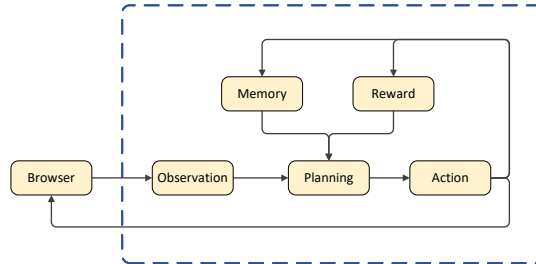 Memory
Reward
Browser
Observation
Planning
Action